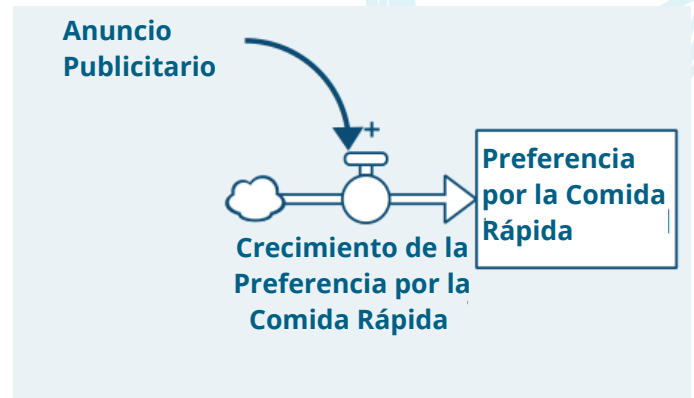 Anuncio
Publicitario
+
Preferencia
por la Comida
Rápida
Crecimiento de la
Preferencia por la
Comida Rápida